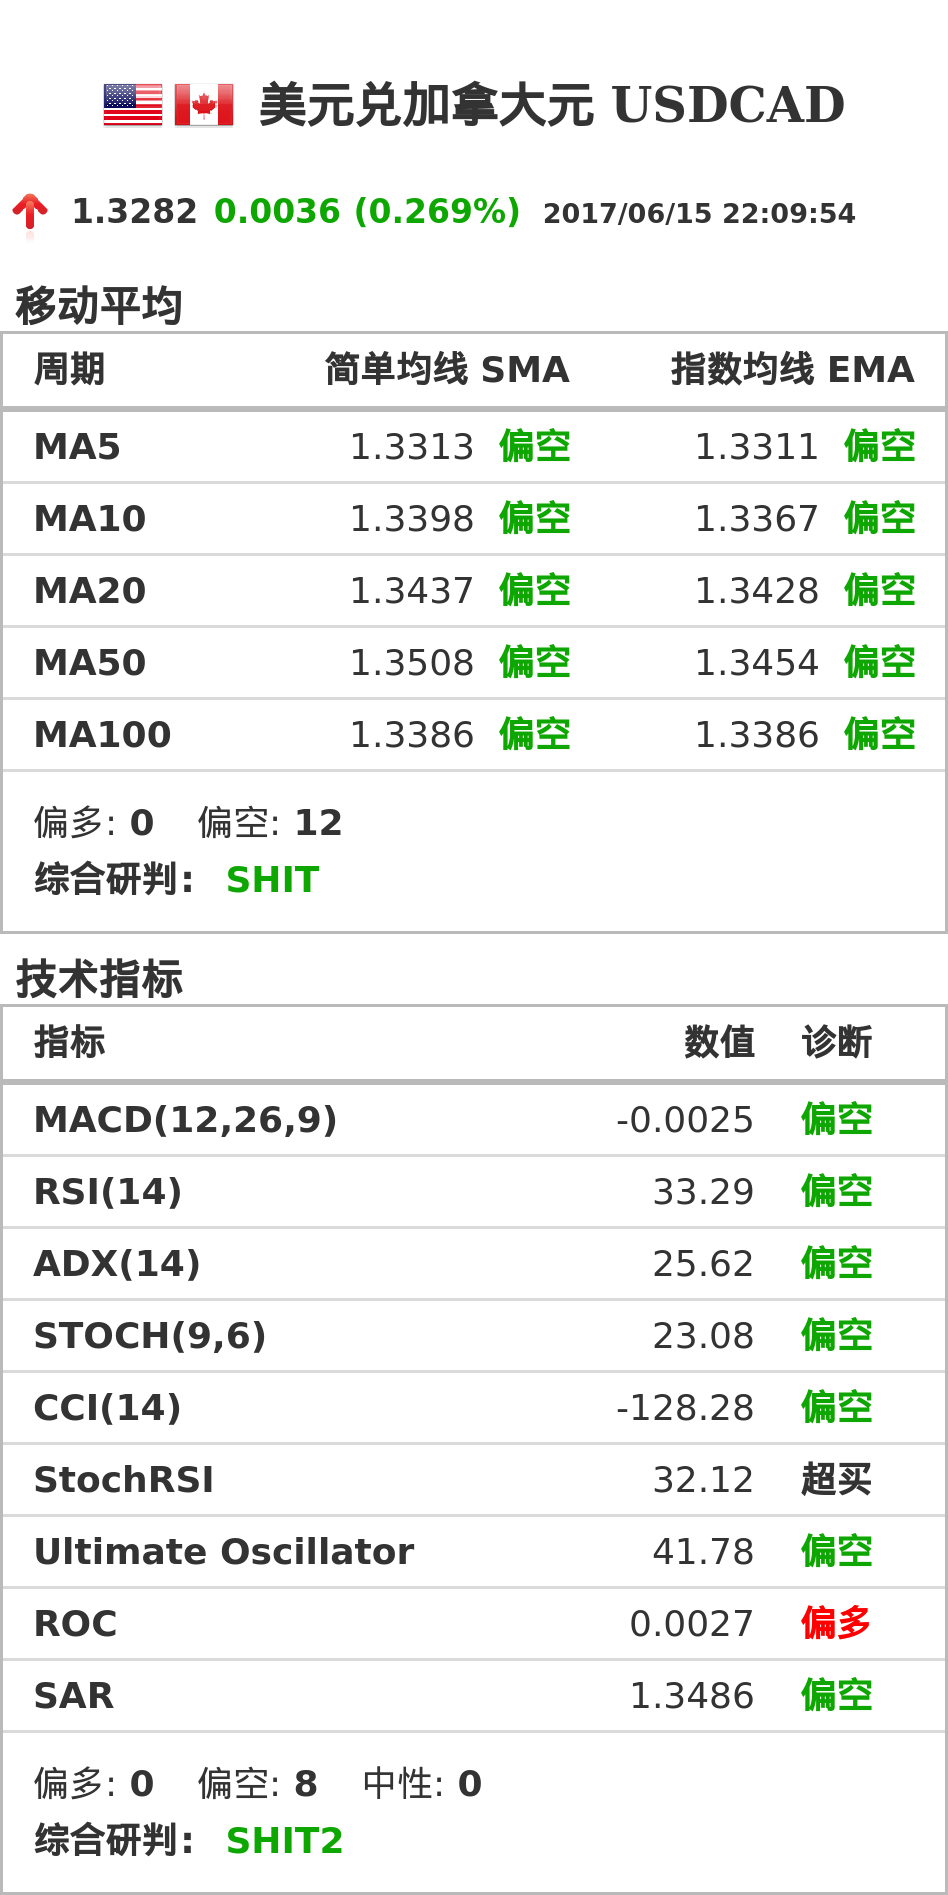 美元兑加拿大元 USDCAD
1.3282 0.0036 (0.269%) 2017/06/15 22:09:54
移动平均
周期 简单均线 SMA 指数均线 EMA
MA5 1.3313 偏空 1.3311 偏空
MA10 1.3398 偏空 1.3367 偏空
MA20 1.3437 偏空 1.3428 偏空
MA50 1.3508 偏空 1.3454 偏空
MA100 1.3386 偏空 1.3386 偏空
偏多: 0 偏空: 12
综合研判: SHIT
技术指标
指标 数值 诊断
MACD(12,26,9) -0.0025 偏空
RSI(14) 33.29 偏空
ADX(14) 25.62 偏空
STOCH(9,6) 23.08 偏空
CCI(14) -128.28 偏空
StochRSI 32.12 超买
Ultimate Oscillator 41.78 偏空
ROC 0.0027 偏多
SAR 1.3486 偏空
偏多: 0 偏空: 8 中性: 0
综合研判: SHIT2